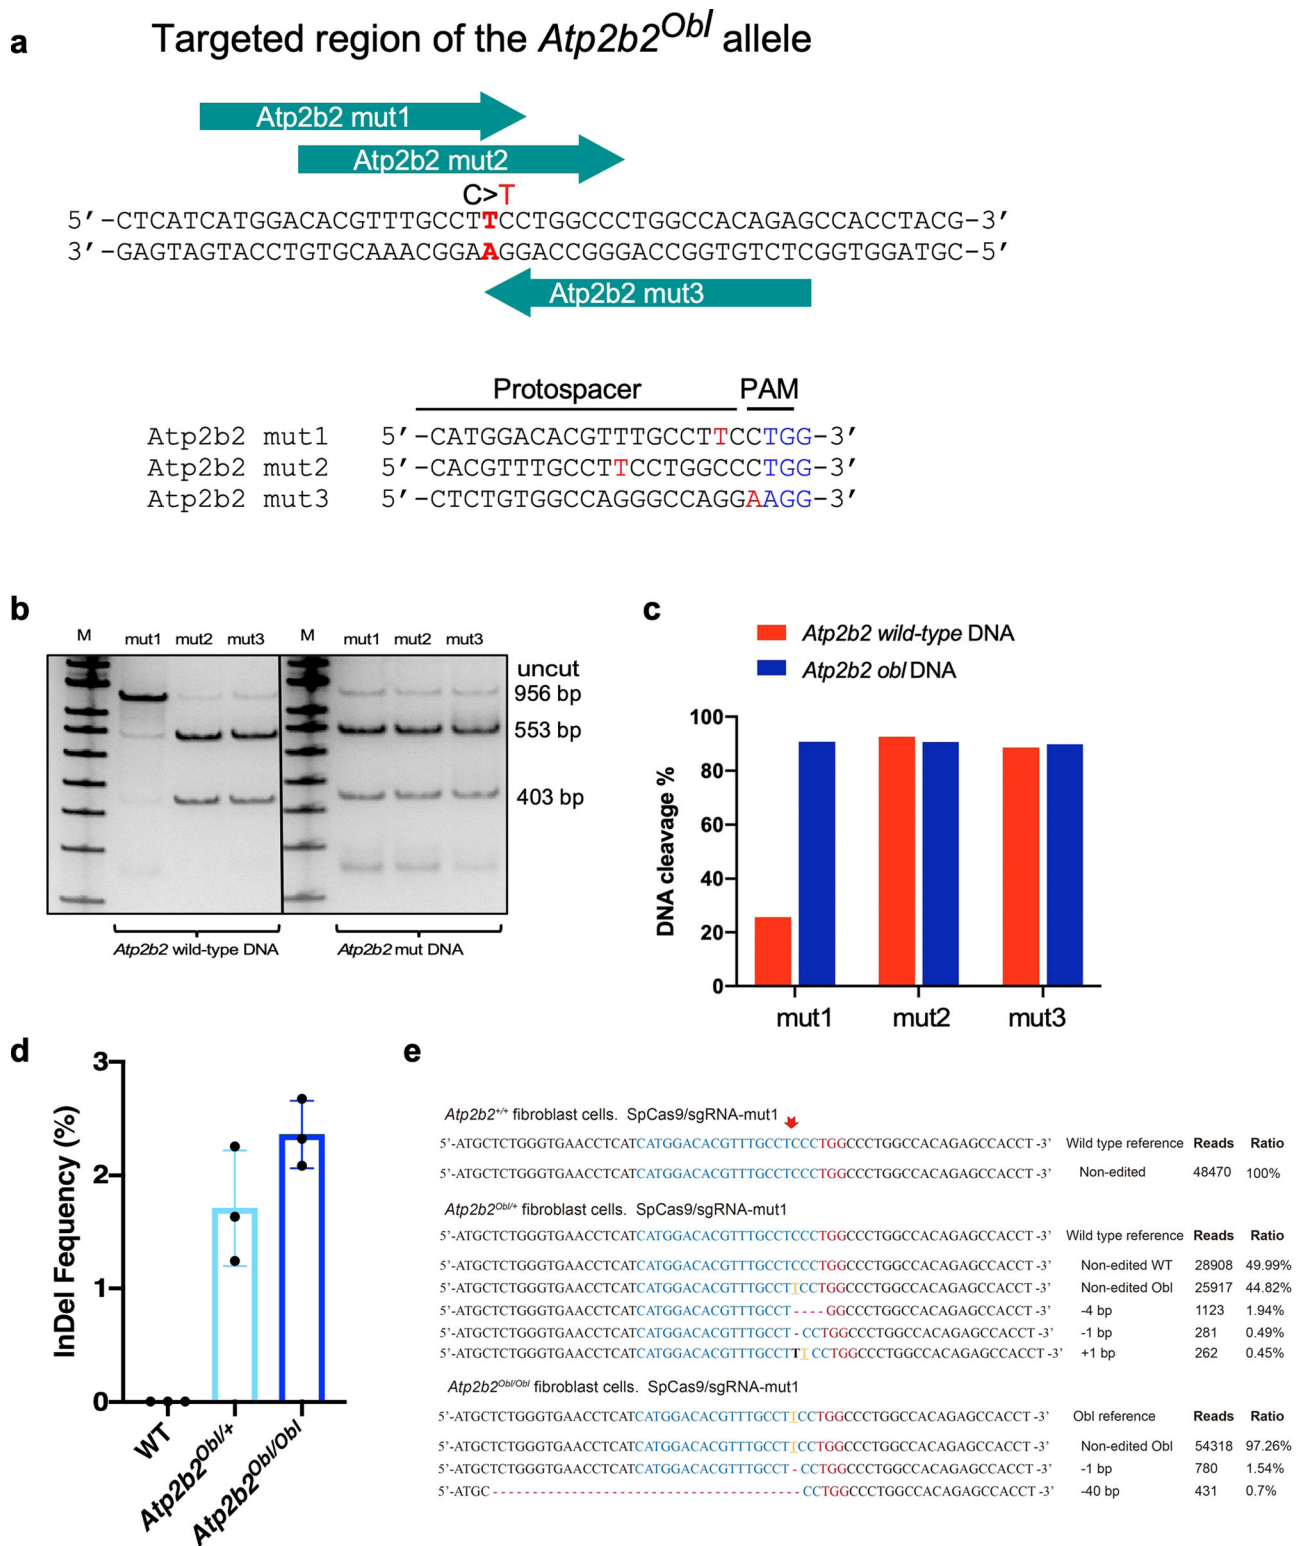 a
Targeted region of the Atp2b2Obl allele
Atp2b2 mut1
Atp2b2 mut2
C>T
5′-CTCATCATGGACACGTTTGCCTTCCTGGCCCTGGCCACAGAGCCACCTACG-3′
3′-GAGTAGTACCTGTGCAAACGGAAGGACCGGGACCGGTGTCTCGGTGGATGC-5′
Atp2b2 mut3
Protospacer PAM
Atp2b2 mut1 5′-CATGGACACGTTTGCCTTCCTGG-3′
Atp2b2 mut2 5′-CACGTTTGCCTTCCTGGCCCTGG-3′
Atp2b2 mut3 5′-CTCTGTGGCCAGGGCCAGGAAGG-3′
b
M mut1 mut2 mut3 M mut1 mut2 mut3
uncut
956 bp
553 bp
403 bp
Atp2b2 wild-type DNA Atp2b2 mut DNA
c
Atp2b2 wild-type DNA
Atp2b2 obl DNA
DNA cleavage %
100
80
60
40
20
0
mut1 mut2 mut3
d
InDel Fequency (%)
3
2
1
0
WT
Atp2b2Obl/+
Atp2b2Obl/Obl
e
Atp2b2+/+ fibroblast cells. SpCas9/sgRNA-mut1
5'-ATGCTCTGGGTGAACCTCATCATGGACACGTTTGCCTCCCTGGCCCTGGCCACAGAGCCACCT -3' Wild type reference Reads Ratio
5'-ATGCTCTGGGTGAACCTCATCATGGACACGTTTGCCTCCCTGGCCCTGGCCACAGAGCCACCT -3' Non-edited 48470 100%
Atp2b2Obl/+ fibroblast cells. SpCas9/sgRNA-mut1
5'-ATGCTCTGGGTGAACCTCATCATGGACACGTTTGCCTCCCTGGCCCTGGCCACAGAGCCACCT -3' Wild type reference Reads Ratio
5'-ATGCTCTGGGTGAACCTCATCATGGACACGTTTGCCTCCCTGGCCCTGGCCACAGAGCCACCT -3' Non-edited WT 28908 49.99%
5'-ATGCTCTGGGTGAACCTCATCATGGACACGTTTGCCTTCCTGGCCCTGGCCACAGAGCCACCT -3' Non-edited Obl 25917 44.82%
5'-ATGCTCTGGGTGAACCTCATCATGGACACGTTTGCCT----GGCCCTGGCCACAGAGCCACCT -3' -4 bp 1123 1.94%
5'-ATGCTCTGGGTGAACCTCATCATGGACACGTTTGCCT-CCTGGCCCTGGCCACAGAGCCACCT -3' -1 bp 281 0.49%
5'-ATGCTCTGGGTGAACCTCATCATGGACACGTTTGCCTTTCCTGGCCCTGGCCACAGAGCCACCT -3' +1 bp 262 0.45%
Atp2b2Obl/Obl fibroblast cells. SpCas9/sgRNA-mut1
5'-ATGCTCTGGGTGAACCTCATCATGGACACGTTTGCCTTCCTGGCCCTGGCCACAGAGCCACCT -3' Obl reference Reads Ratio
5'-ATGCTCTGGGTGAACCTCATCATGGACACGTTTGCCTTCCTGGCCCTGGCCACAGAGCCACCT -3' Non-edited Obl 54318 97.26%
5'-ATGCTCTGGGTGAACCTCATCATGGACACGTTTGCCT-CCTGGCCCTGGCCACAGAGCCACCT -3' -1 bp 780 1.54%
5'-ATGC----------------------------------CCTGGCCCTGGCCACAGAGCCACCT -3' -40 bp 431 0.7%